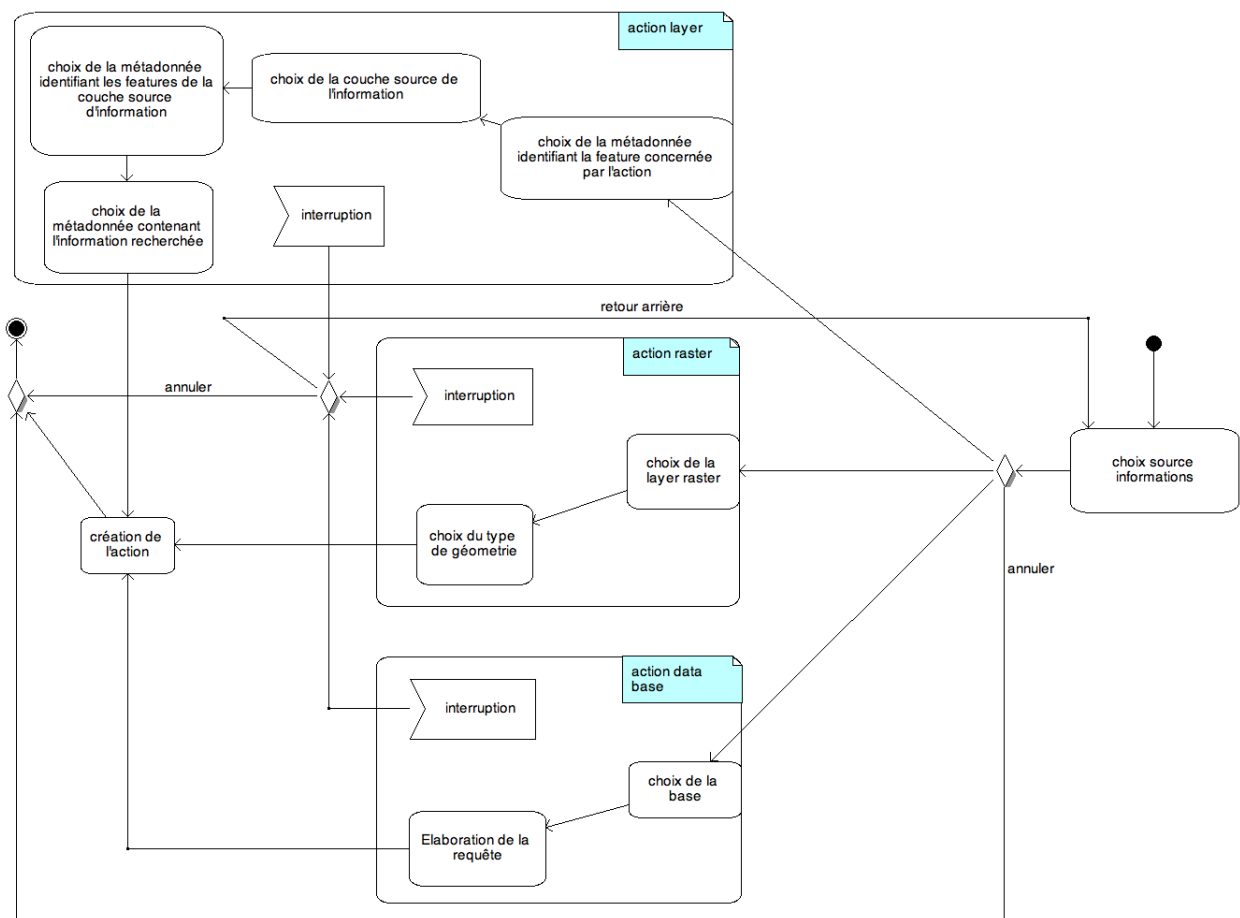 action layer
choix de la métadonnée
identifiant les features de la
couche source
d'information
choix de la couche source de
l'information
choix de la métadonnée
identifiant la feature concernée
par l'action
choix de la
métadonnée contenant
l'information recherchée
interruption
retour arrière
action raster
annuler
interruption
choix de la
layer raster
choix source
informations
choix du type
de géometrie
création de
l'action
annuler
action data
base
interruption
choix de la
base
Elaboration de la
requête